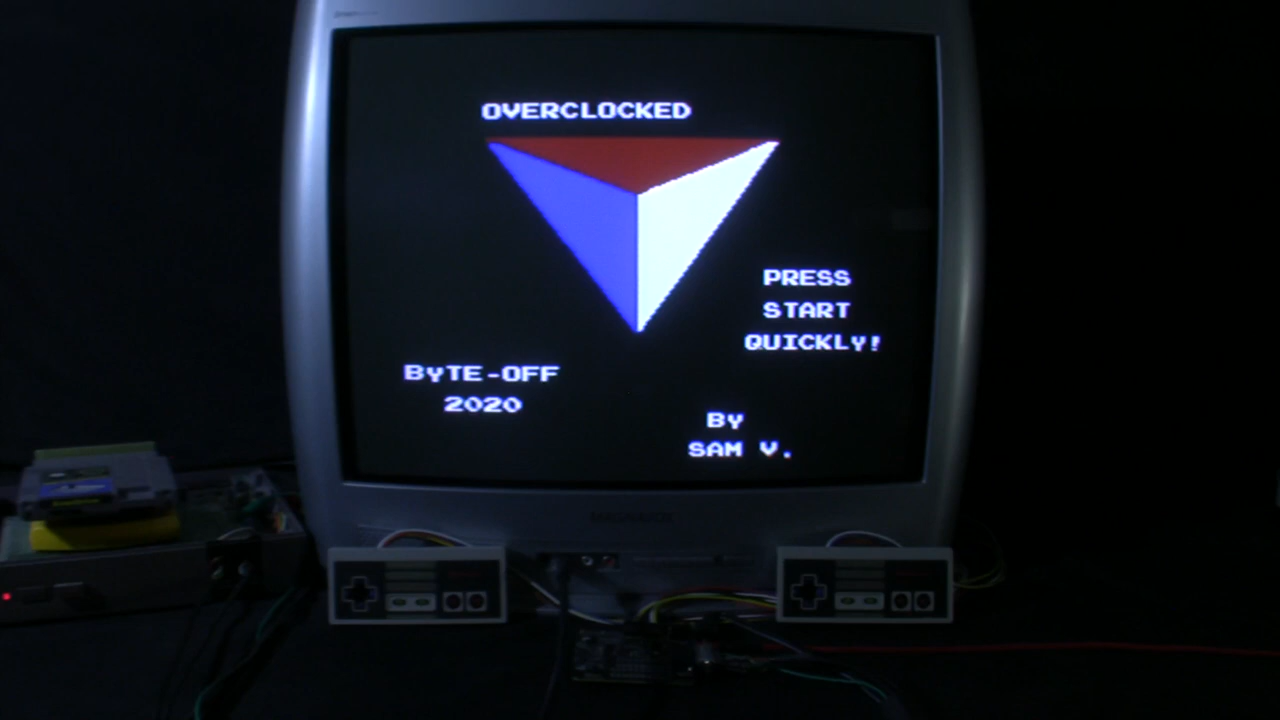 OVERCLOCKED
PRESS
START
QUICKLy!
ByTE-OFF
2020
By
SAM V.